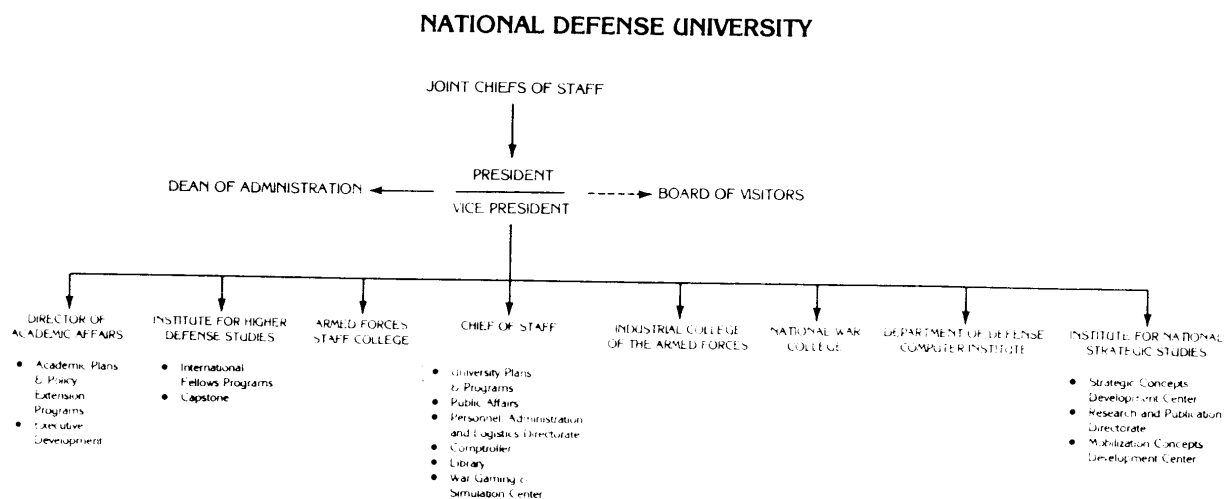 NATIONAL DEFENSE UNIVERSITY
JOINT CHIEFS OF STAFF
PRESIDENT
VICE PRESIDENT
DEAN OF ADMINISTRATION
BOARD OF VISITORS
DIRECTOR OF
ACADEMIC AFFAIRS
• Academic Plans
& Policy
Extension
Programs
• Executive
Development
INSTITUTE FOR HIGHER
DEFENSE STUDIES
• International
Fellows Programs
• Capstone
ARMED FORCES
STAFF COLLEGE
CHIEF OF STAFF
• University Plans
& Programs
• Public Affairs
• Personnel Administration
and Logistics Directorate
• Comptroller
• Library
• War Gaming &
Simulation Center
INDUSTRIAL COLLEGE
OF THE ARMED FORCES
NATIONAL WAR
COLLEGE
DEPARTMENT OF DEFENSE
COMPUTER INSTITUTE
INSTITUTE FOR NATIONAL
STRATEGIC STUDIES
• Strategic Concepts
Development Center
• Research and Publication
Directorate
• Mobilization Concepts
Development Center